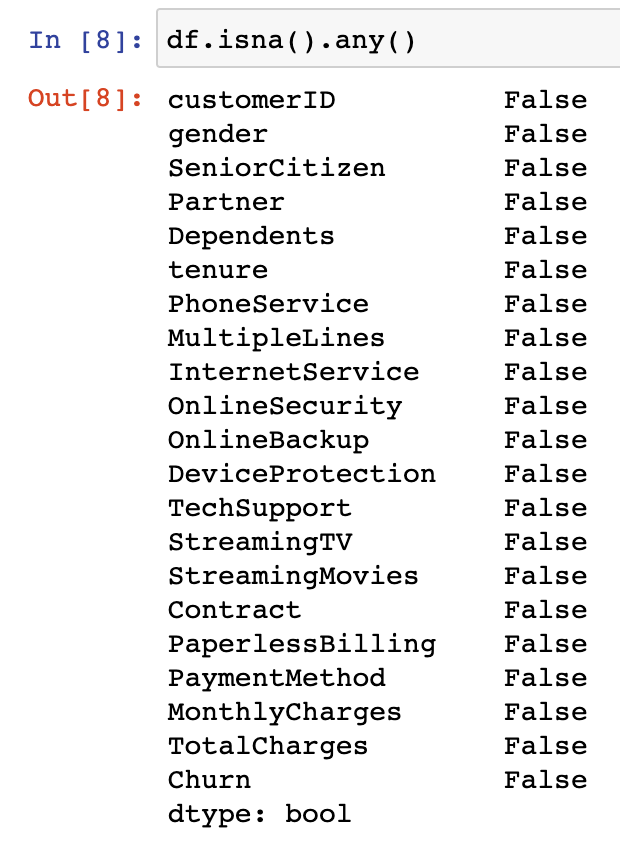 In [8]: df.isna().any()
Out[8]: customerID False
gender False
SeniorCitizen False
Partner False
Dependents False
tenure False
PhoneService False
MultipleLines False
InternetService False
OnlineSecurity False
OnlineBackup False
DeviceProtection False
TechSupport False
StreamingTV False
StreamingMovies False
Contract False
PaperlessBilling False
PaymentMethod False
MonthlyCharges False
TotalCharges False
Churn False
dtype: bool